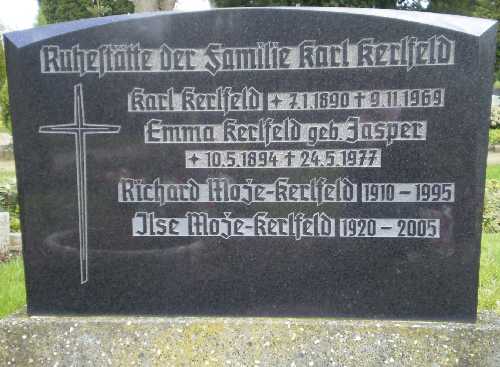 Ruhestätte der Familie Karl Kerlfeld
Karl Kerlfeld ✦ 7.1.1890 ✝ 9.11.1969
Emma Kerlfeld geb. Jasper
✦ 10.5.1894 ✝ 24.5.1977
Richard Moje-Kerlfeld 1910 - 1995
Ilse Moje-Kerlfeld 1920 - 2005